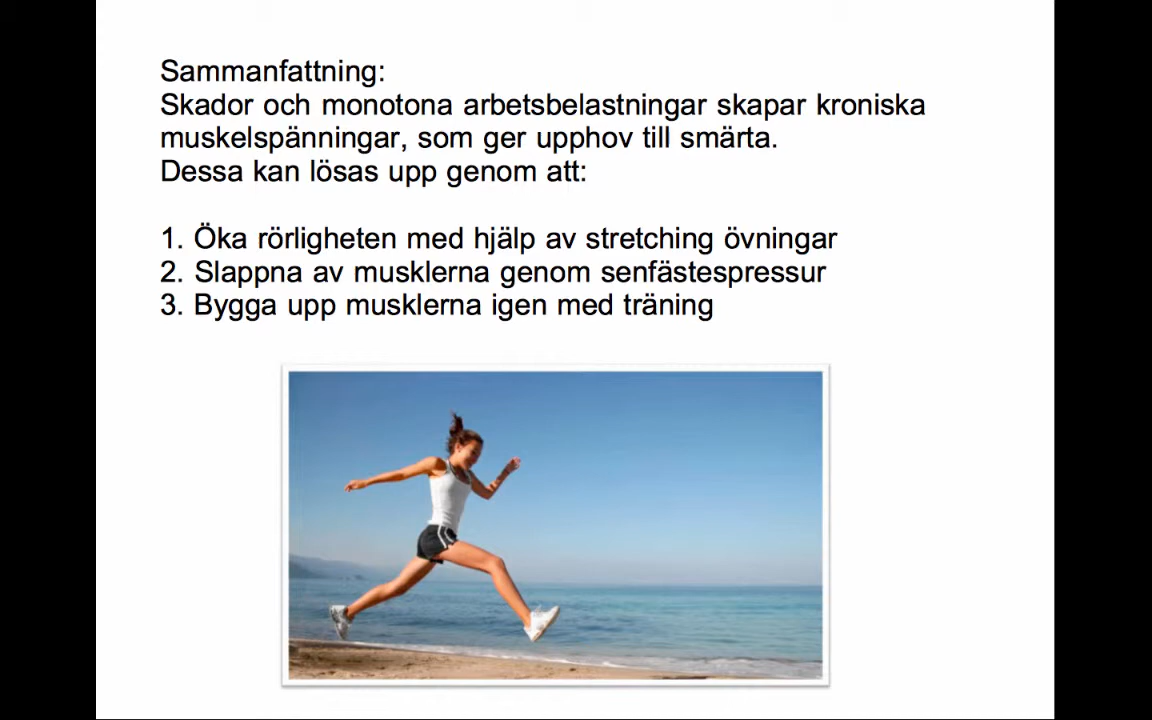 Sammanfattning:
Skador och monotona arbetsbelastningar skapar kroniska
muskelspänningar, som ger upphov till smärta.
Dessa kan lösas upp genom att:
1. Öka rörligheten med hjälp av stretching övningar
2. Slappna av musklerna genom senfästespressur
3. Bygga upp musklerna igen med träning